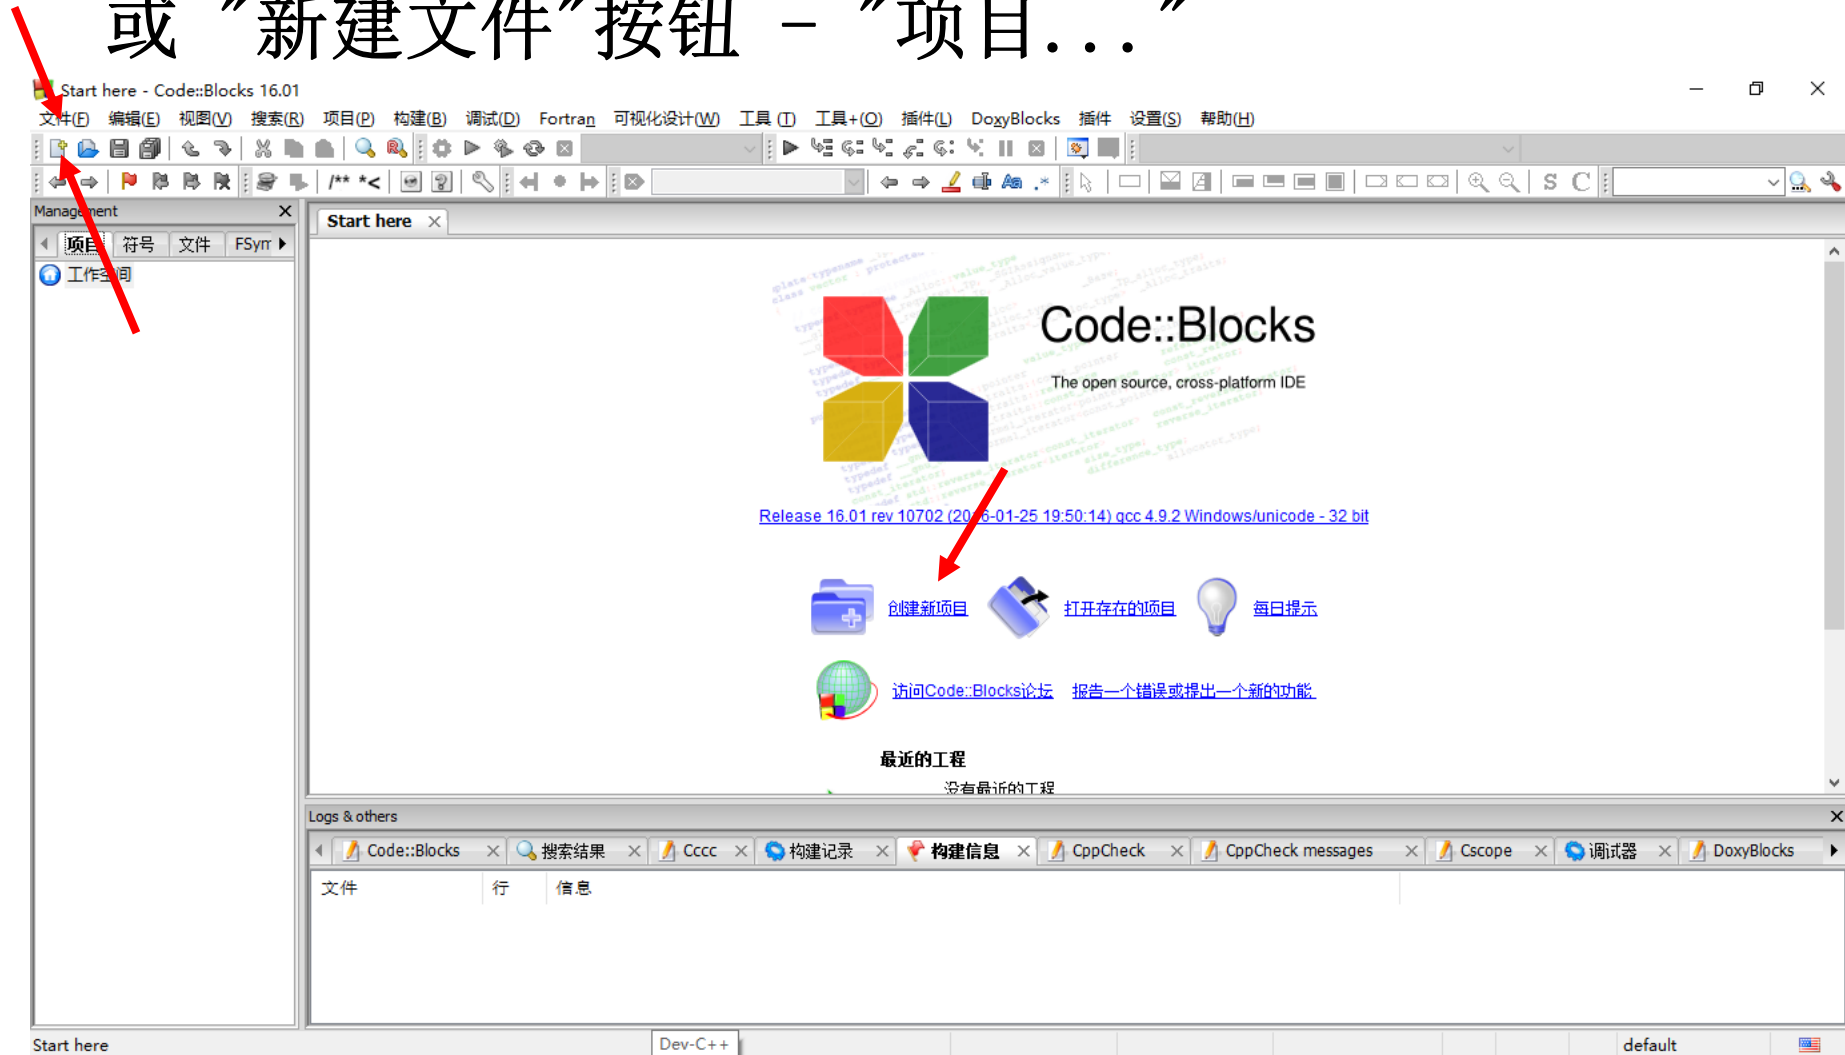 或 "新建文件"按钮 - "项目..."
Start here - Code::Blocks 16.01
文件(F) 编辑(E) 视图(V) 搜索(R) 项目(P) 构建(B) 调试(D) Fortran 可视化设计(W) 工具 (T) 工具+(O) 插件(L) DoxyBlocks 插件 设置(S) 帮助(H)
/** *<
S C
Management
项目 符号 文件 FSym
Start here
工作空间
Code::Blocks
The open source, cross-platform IDE
Release 16.01 rev 10702 (2016-01-25 19:50:14) gcc 4.9.2 Windows/unicode - 32 bit
创建新项目 打开存在的项目 每日提示
访问Code::Blocks论坛 报告一个错误或提出一个新的功能
最近的工程
没有最近的工程
Logs & others
Code::Blocks 搜索结果 Cccc 构建记录 构建信息 CppCheck CppCheck messages Cscope 调试器 DoxyBlocks
文件 行 信息
Start here Dev-C++ default